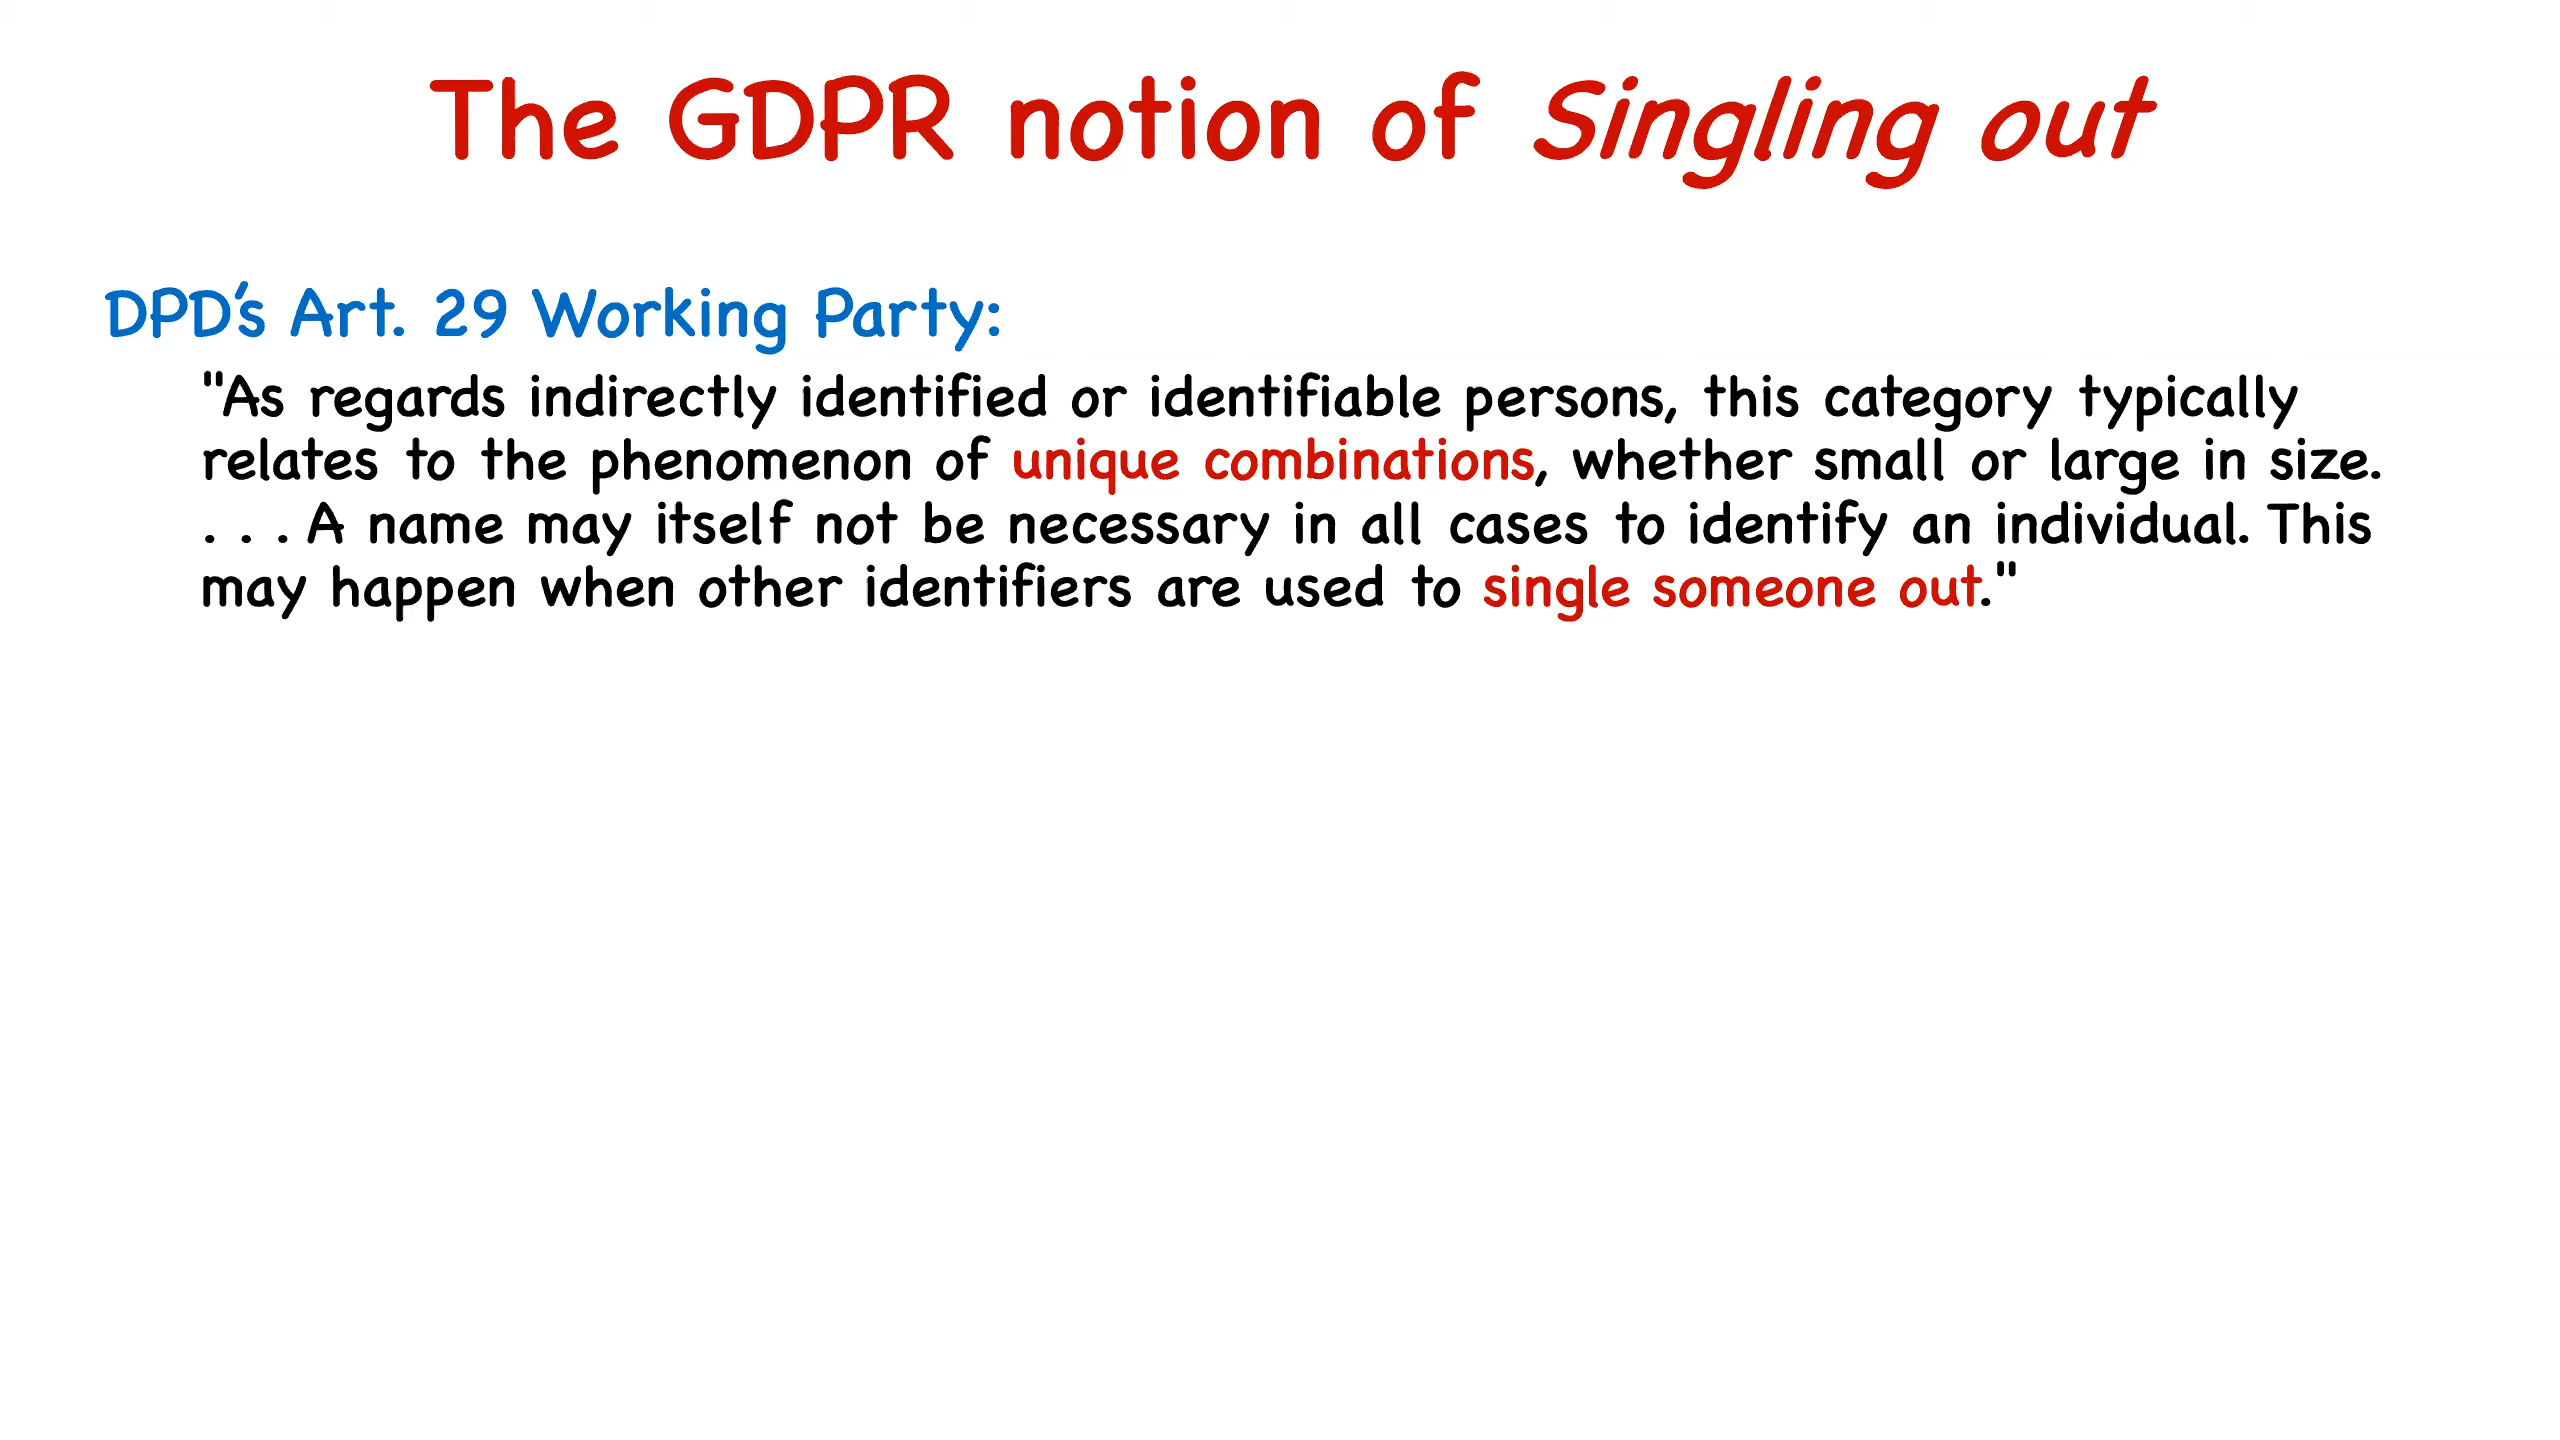 The GDPR notion of Singling out
DPD's Art. 29 Working Party:
"As regards indirectly identified or identifiable persons, this category typically
relates to the phenomenon of unique combinations, whether small or large in size.
. . . A name may itself not be necessary in all cases to identify an individual. This
may happen when other identifiers are used to single someone out."